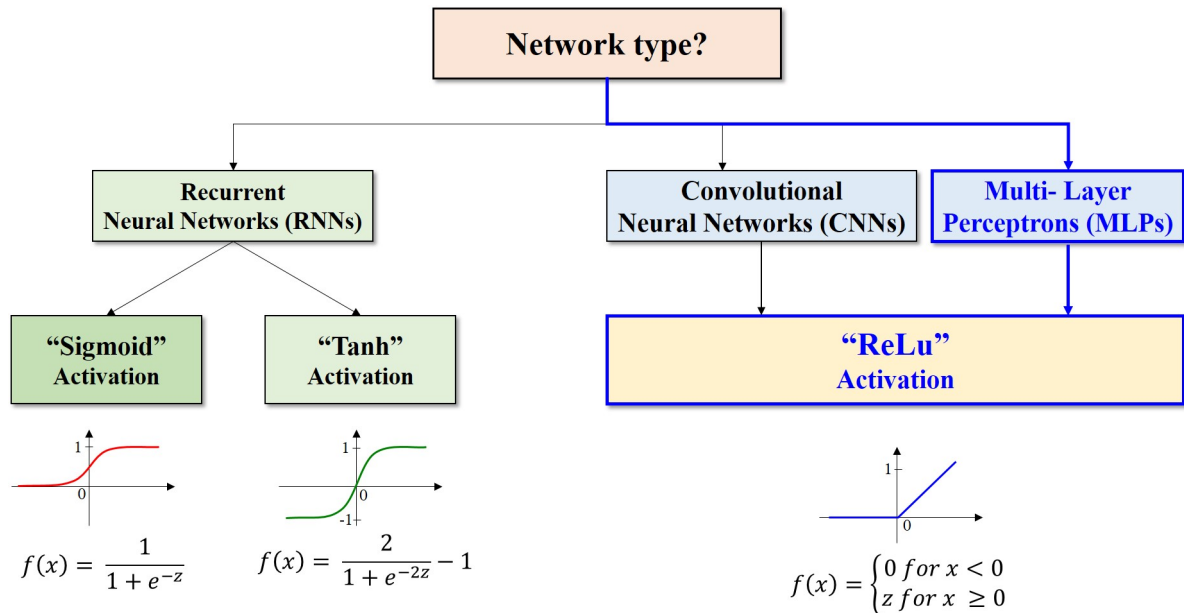 Network type?
Recurrent
Neural Networks (RNNs)
Convolutional
Neural Networks (CNNs)
Multi- Layer
Perceptrons (MLPs)
“Sigmoid”
Activation
“Tanh”
Activation
“ReLu”
Activation
1
0
1
0
-1
1
0
f(x) = 1 / (1 + e^{-z})
f(x) = 2 / (1 + e^{-2z}) − 1
f(x) = {0 for x < 0
z for x ≥ 0